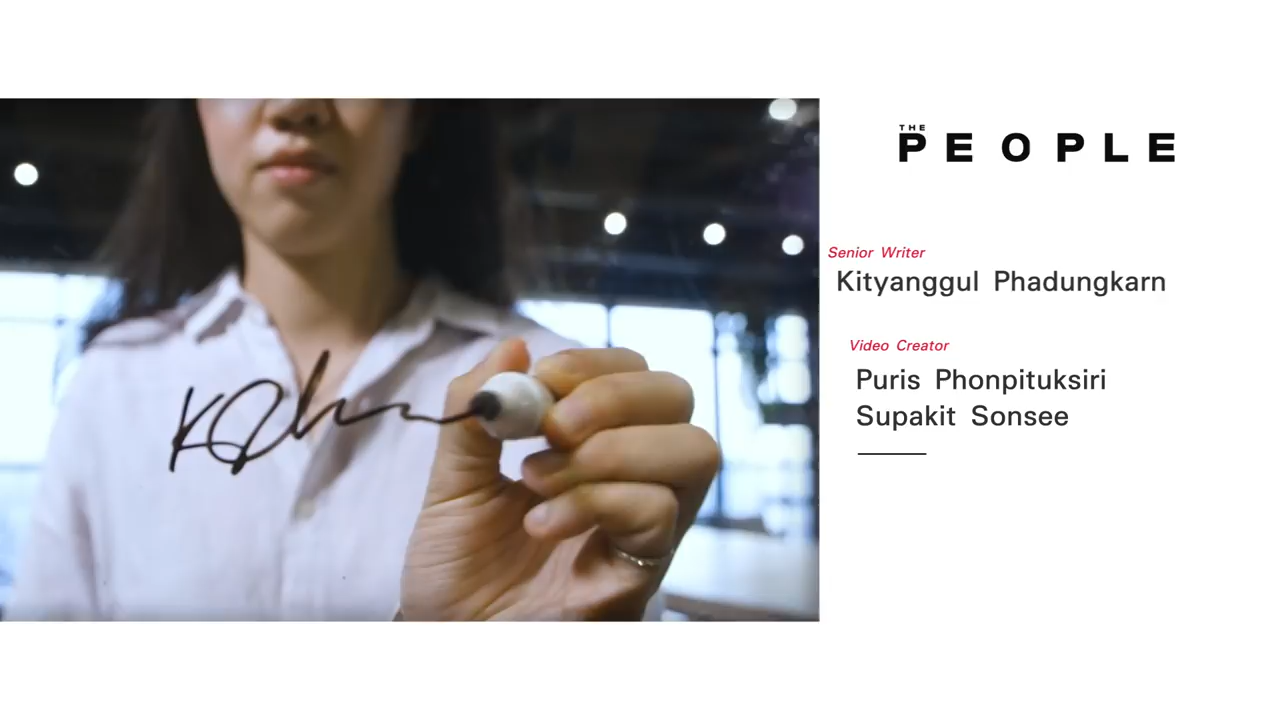 THE
PEOPLE
Senior Writer
Kityanggul Phadungkarn
Video Creator
Puris Phonpituksiri
Supakit Sonsee